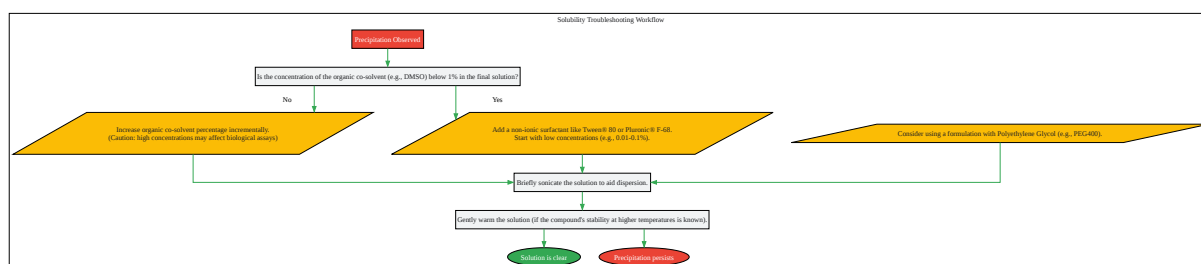 Solubility Troubleshooting Workflow
Precipitation Observed
Is the concentration of the organic co-solvent (e.g., DMSO) below 1% in the final solution?
No
Yes
Increase organic co-solvent percentage incrementally.
(Caution: high concentrations may affect biological assays)
Add a non-ionic surfactant like Tween® 80 or Pluronic® F-68.
Start with low concentrations (e.g., 0.01-0.1%).
Consider using a formulation with Polyethylene Glycol (e.g., PEG400).
Briefly sonicate the solution to aid dispersion.
Gently warm the solution (if the compound's stability at higher temperatures is known).
Solution is clear
Precipitation persists